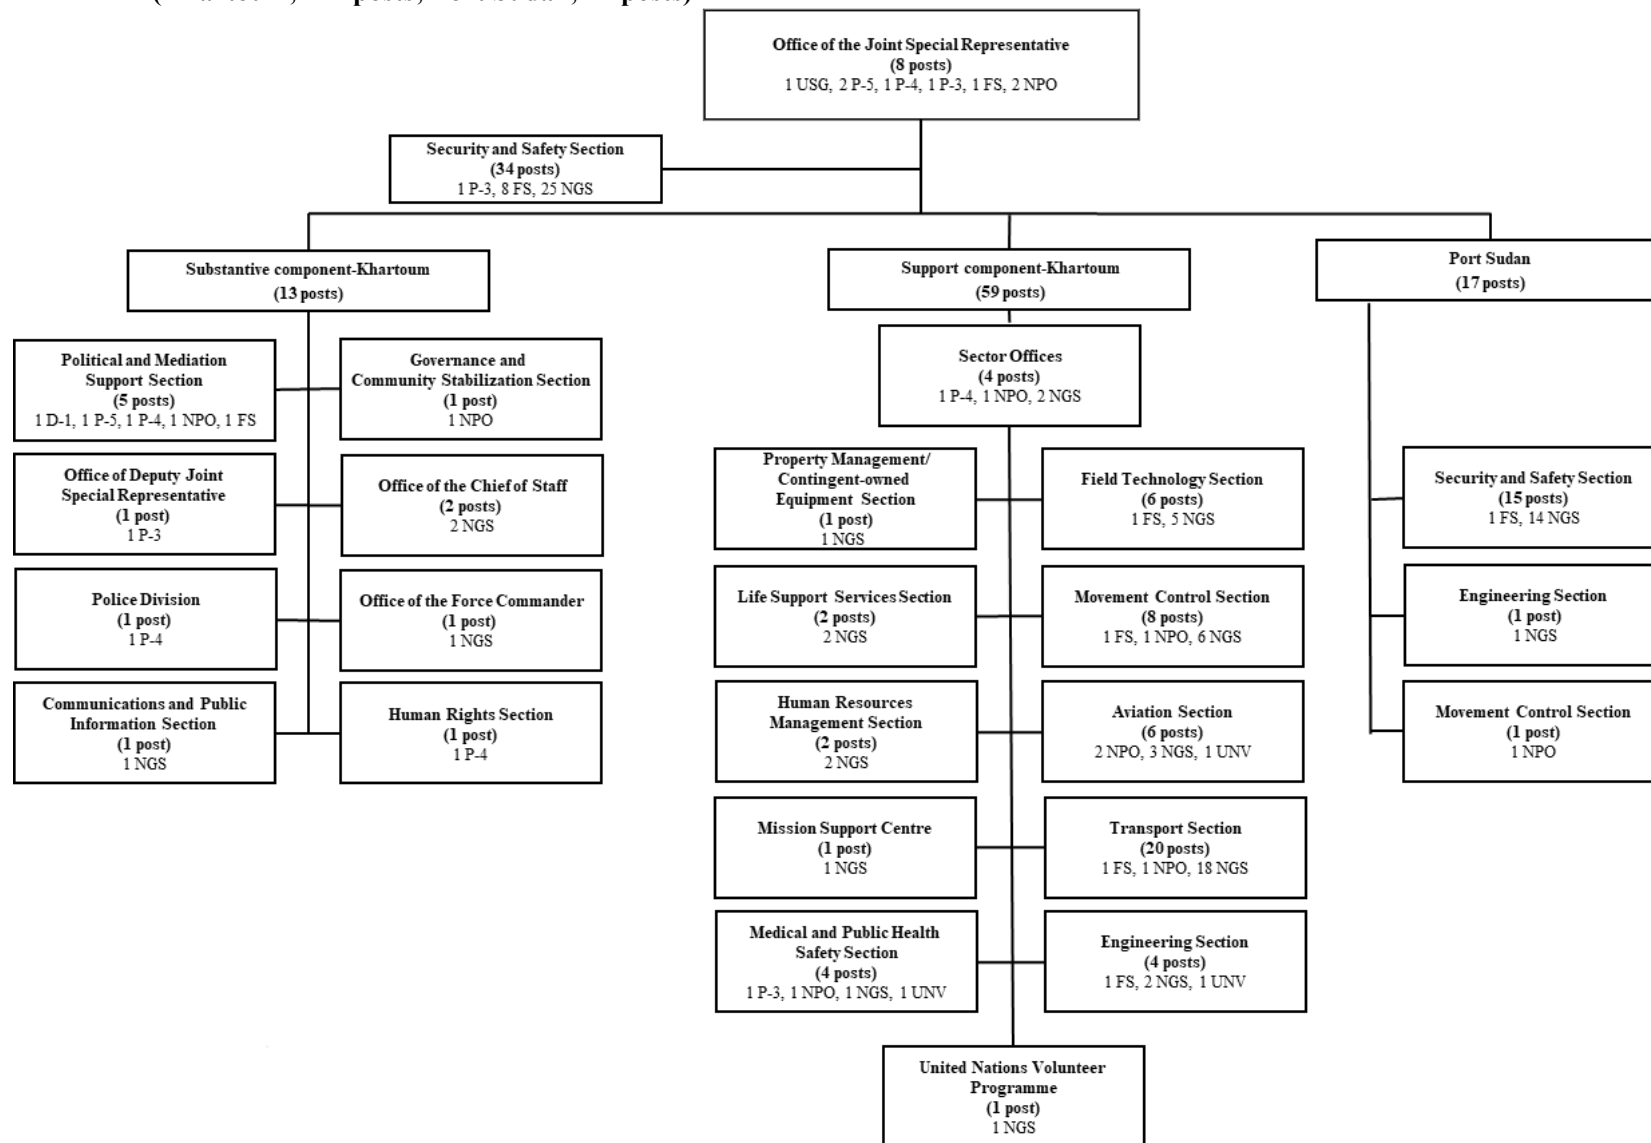 Office of the Joint Special Representative
(8 posts)
1 USG, 2 P-5, 1 P-4, 1 P-3, 1 FS, 2 NPO
Security and Safety Section
(34 posts)
1 P-3, 8 FS, 25 NGS
Substantive component-Khartoum
(13 posts)
Political and Mediation
Support Section
(5 posts)
1 D-1, 1 P-5, 1 P-4, 1 NPO, 1 FS
Governance and
Community Stabilization Section
(1 post)
1 NPO
Office of Deputy Joint
Special Representative
(1 post)
1 P-3
Office of the Chief of Staff
(2 posts)
2 NGS
Police Division
(1 post)
1 P-4
Office of the Force Commander
(1 post)
1 NGS
Communications and Public
Information Section
(1 post)
1 NGS
Human Rights Section
(1 post)
1 P-4
Support component-Khartoum
(59 posts)
Sector Offices
(4 posts)
1 P-4, 1 NPO, 2 NGS
Property Management/
Contingent-owned
Equipment Section
(1 post)
1 NGS
Field Technology Section
(6 posts)
1 FS, 5 NGS
Life Support Services Section
(2 posts)
2 NGS
Movement Control Section
(8 posts)
1 FS, 1 NPO, 6 NGS
Human Resources
Management Section
(2 posts)
2 NGS
Aviation Section
(6 posts)
2 NPO, 3 NGS, 1 UNV
Mission Support Centre
(1 post)
1 NGS
Transport Section
(20 posts)
1 FS, 1 NPO, 18 NGS
Medical and Public Health
Safety Section
(4 posts)
1 P-3, 1 NPO, 1 NGS, 1 UNV
Engineering Section
(4 posts)
1 FS, 2 NGS, 1 UNV
United Nations Volunteer
Programme
(1 post)
1 NGS
Port Sudan
(17 posts)
Security and Safety Section
(15 posts)
1 FS, 14 NGS
Engineering Section
(1 post)
1 NGS
Movement Control Section
(1 post)
1 NPO